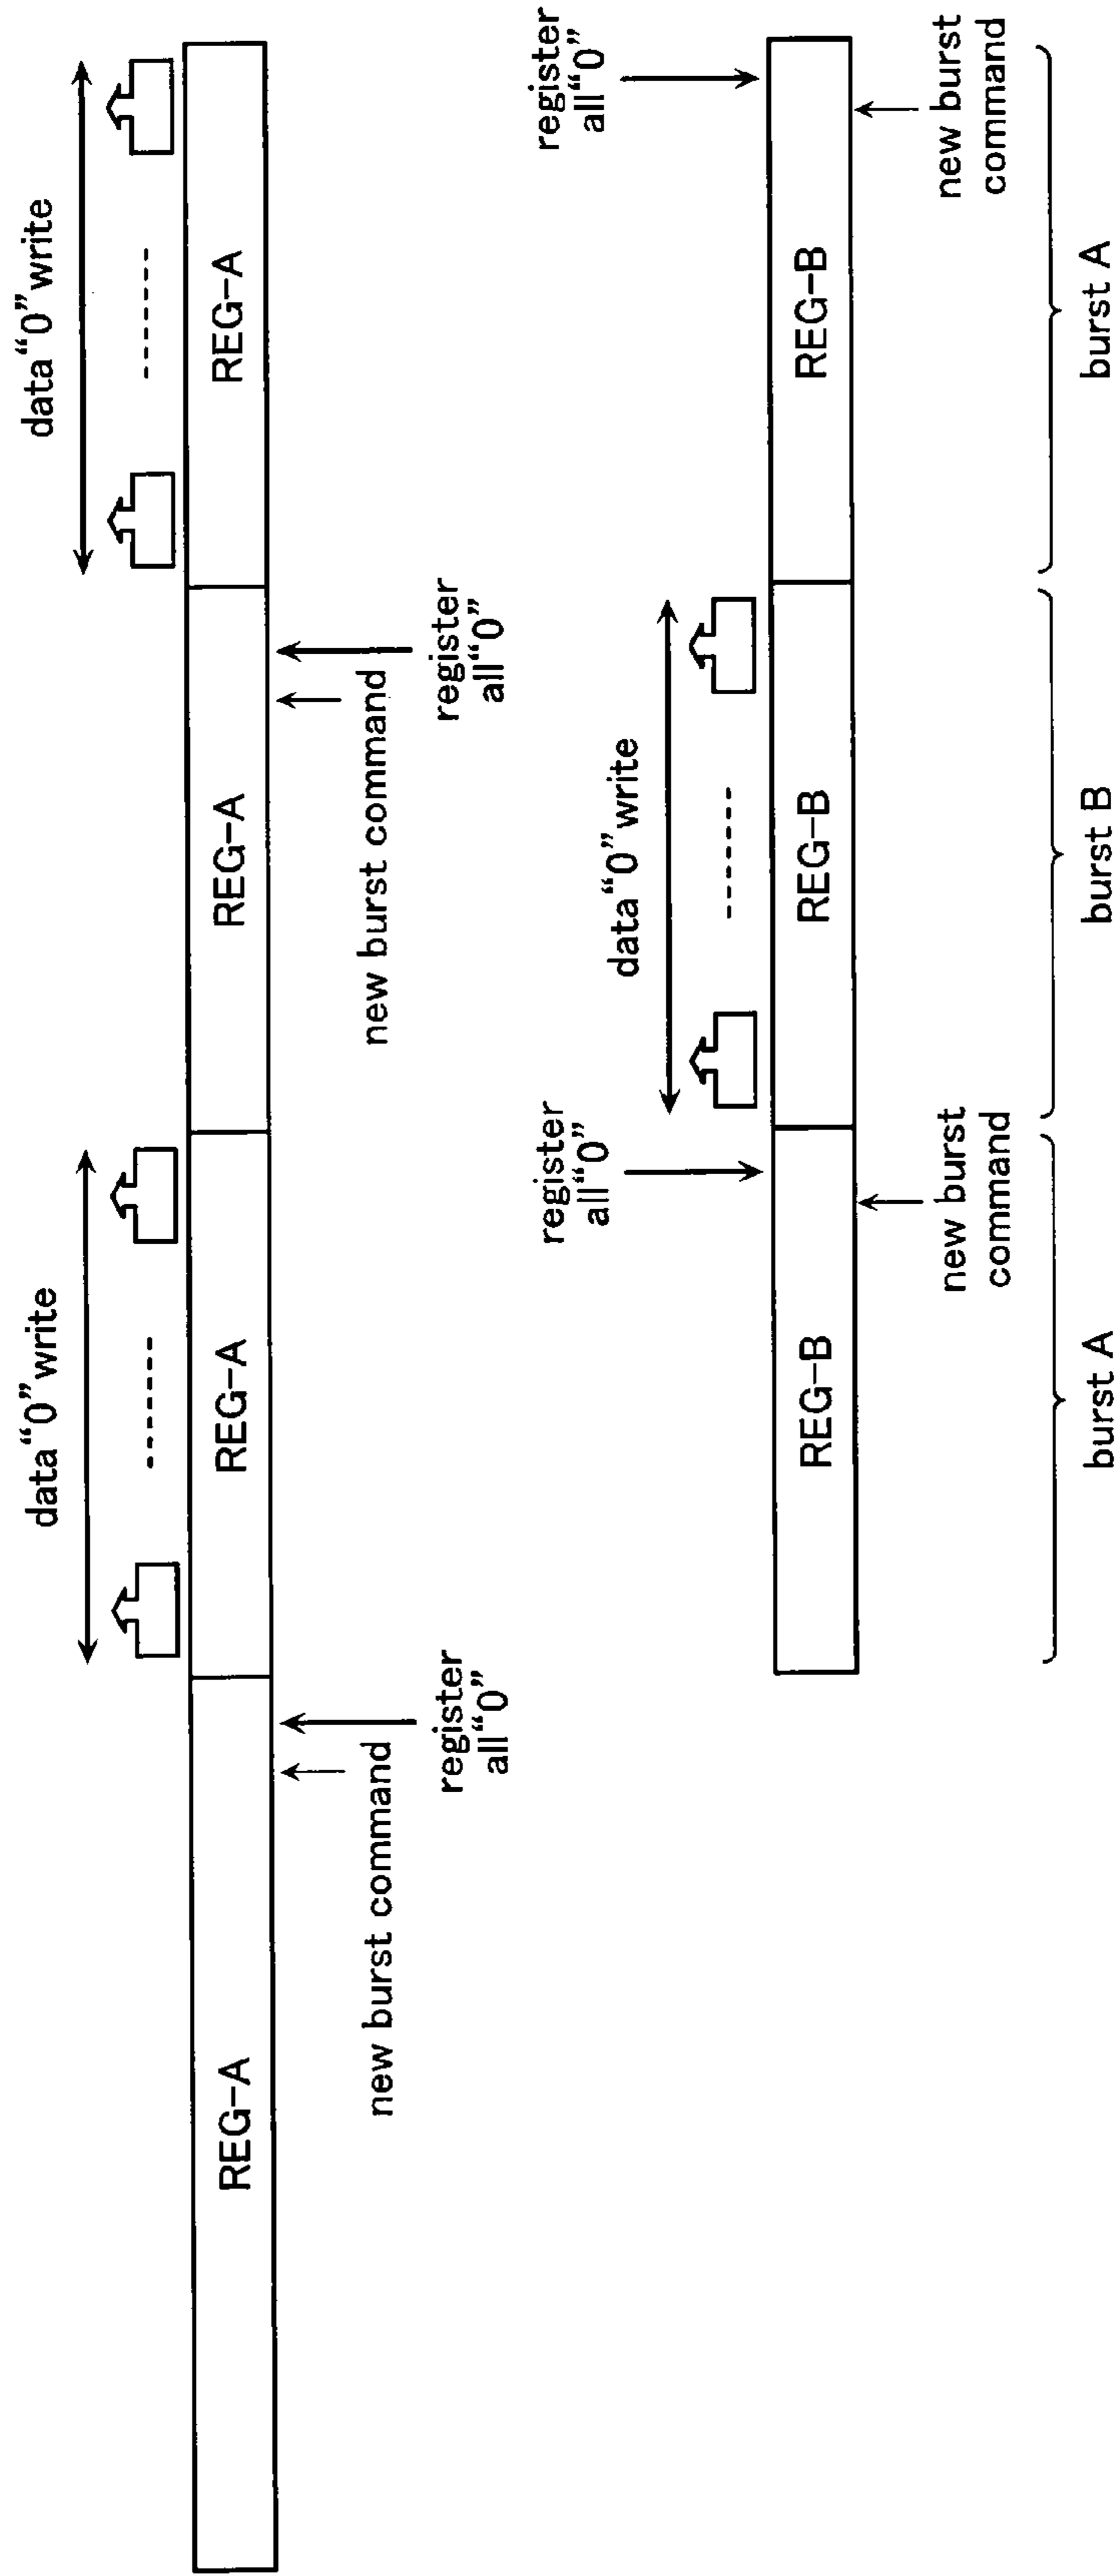 data“0”write
data“0”write
REG-A
REG-A
REG-A
REG-A
new burst command
register
all“0”
new burst command
register
all“0”
register
all“0”
data“0”write
register
all“0”
REG-B
REG-B
REG-B
new burst
command
new burst
command
burst A
burst B
burst A